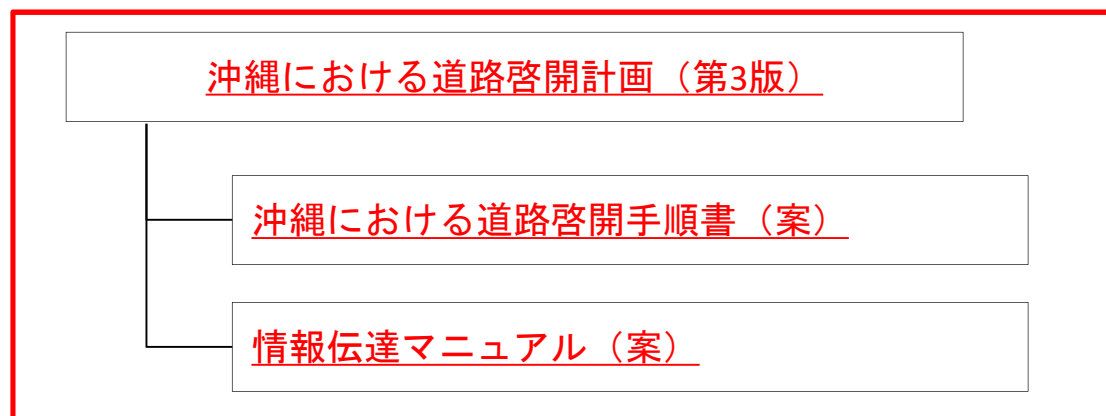 沖縄における道路啓開計画（第3版）
沖縄における道路啓開手順書（案）
情報伝達マニュアル（案）